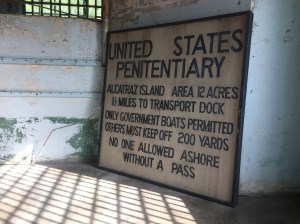 UNITED STATES
PENITENTIARY
ALCATRAZ ISLAND AREA 12 ACRES
1½ MILES TO TRANSPORT DOCK
ONLY GOVERNMENT BOATS PERMITTED
OTHERS MUST KEEP OFF 200 YARDS
NO ONE ALLOWED ASHORE
WITHOUT A PASS